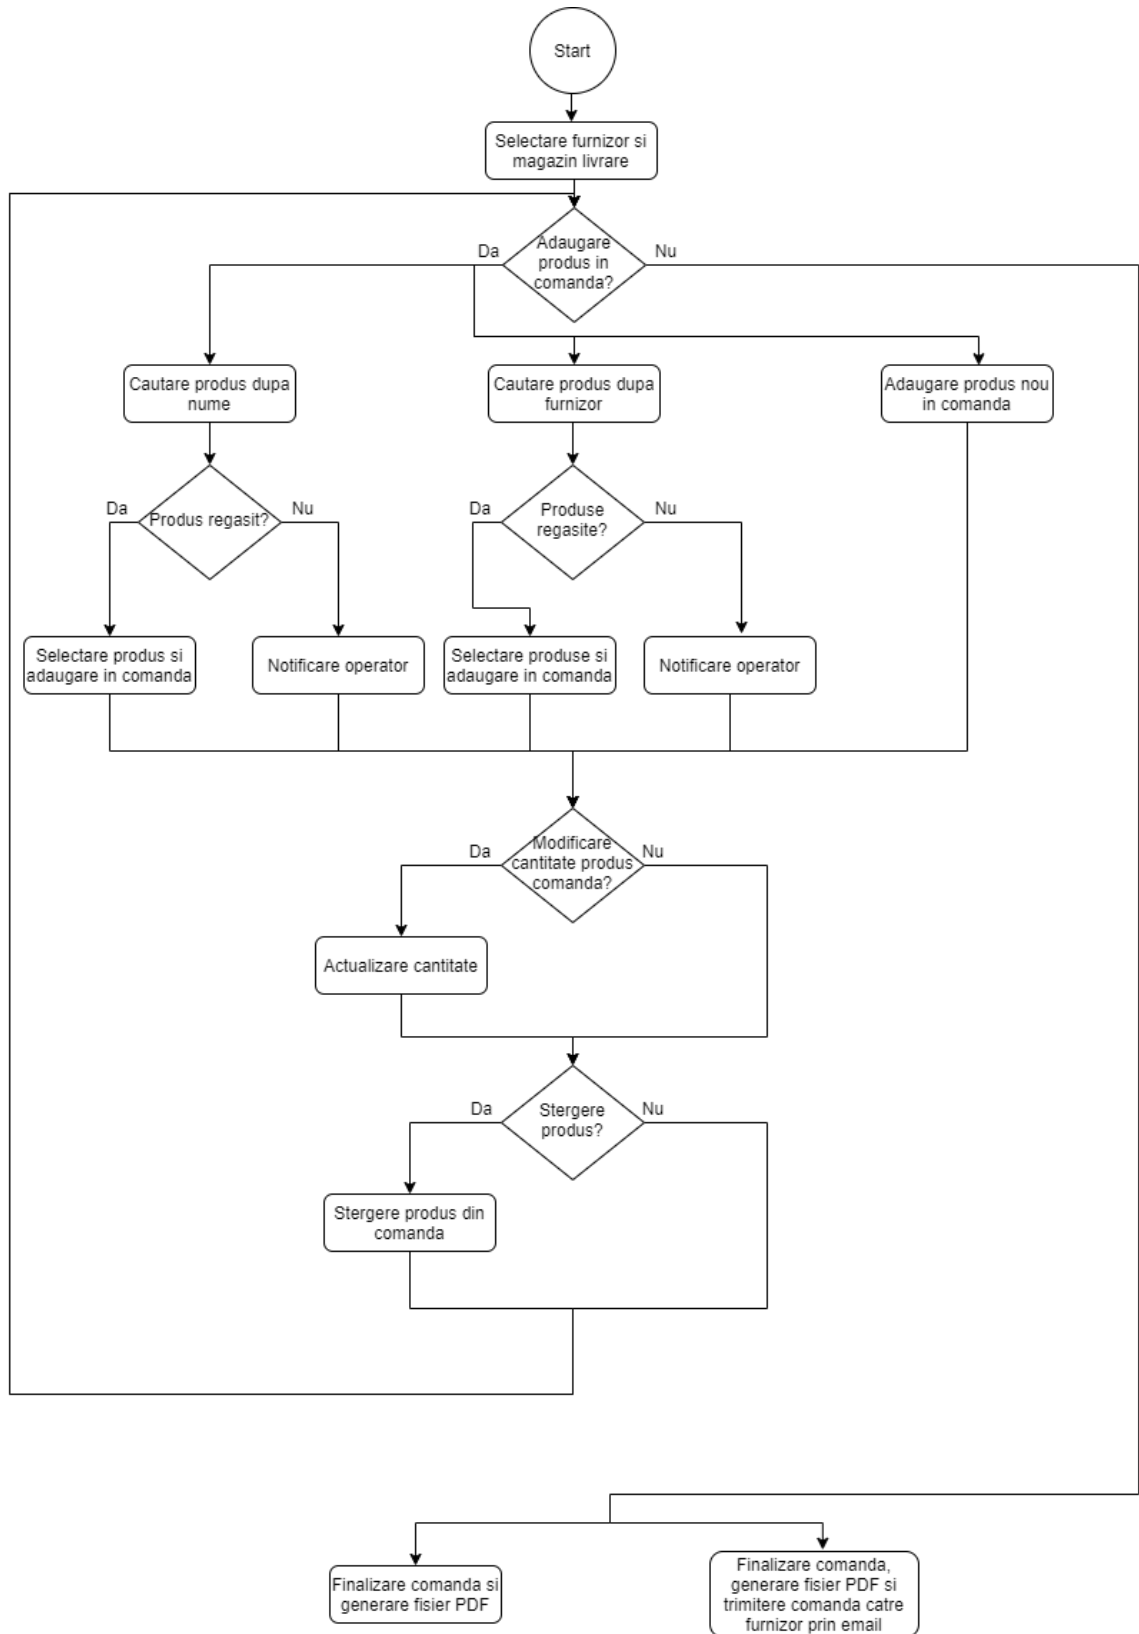 Start
Selectare furnizor si
magazin livrare
Da
Adaugare
produs in
comanda?
Nu
Cautare produs dupa
nume
Cautare produs dupa
furnizor
Adaugare produs nou
in comanda
Da
Produs regasit?
Nu
Da
Produse
regasite?
Nu
Selectare produs si
adaugare in comanda
Notificare operator
Selectare produse si
adaugare in comanda
Notificare operator
Da
Modificare
cantitate produs
comanda?
Nu
Actualizare cantitate
Da
Stergere
produs?
Nu
Stergere produs din
comanda
Finalizare comanda si
generare fisier PDF
Finalizare comanda,
generare fisier PDF si
trimitere comanda catre
furnizor prin email